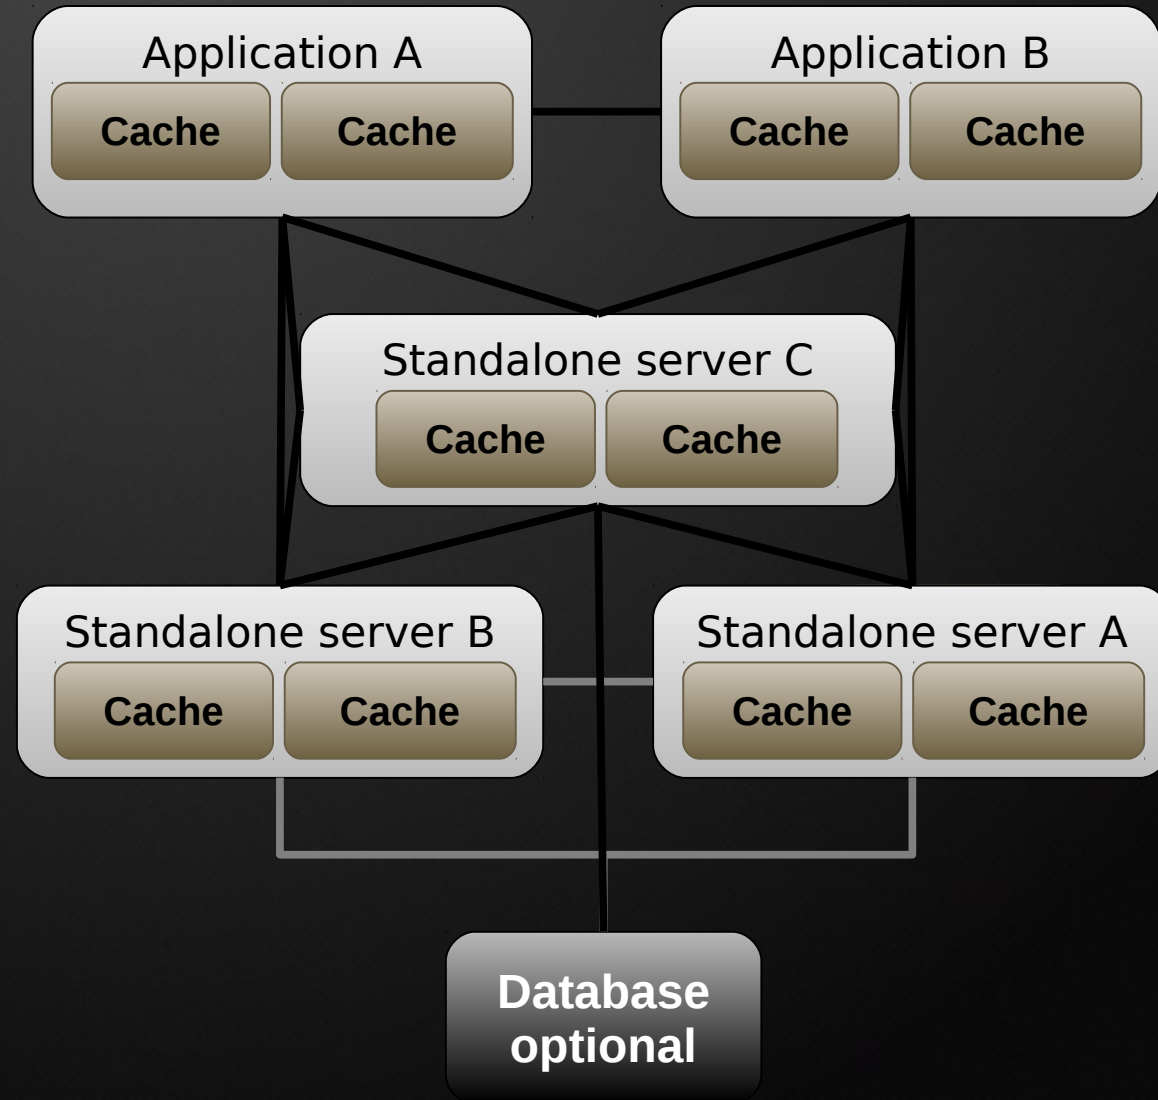 Application A
Cache Cache
Application B
Cache Cache
Standalone server C
Cache Cache
Standalone server B
Cache Cache
Standalone server A
Cache Cache
Database
optional